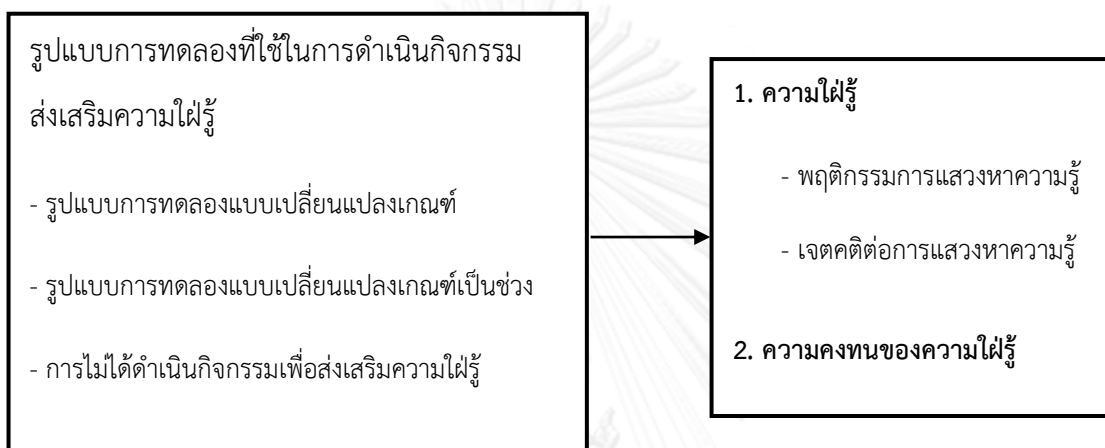 รูปแบบการทดลองที่ใช้ในการดำเนินกิจกรรม
ส่งเสริมความใฝ่รู้
- รูปแบบการทดลองแบบเปลี่ยนแปลงเกณฑ์
- รูปแบบการทดลองแบบเปลี่ยนแปลงเกณฑ์เป็นช่วง
- การไม่ได้ดำเนินกิจกรรมเพื่อส่งเสริมความใฝ่รู้
1. ความใฝ่รู้
- พฤติกรรมการแสวงหาความรู้
- เจตคติต่อการแสวงหาความรู้
2. ความคงทนของความใฝ่รู้